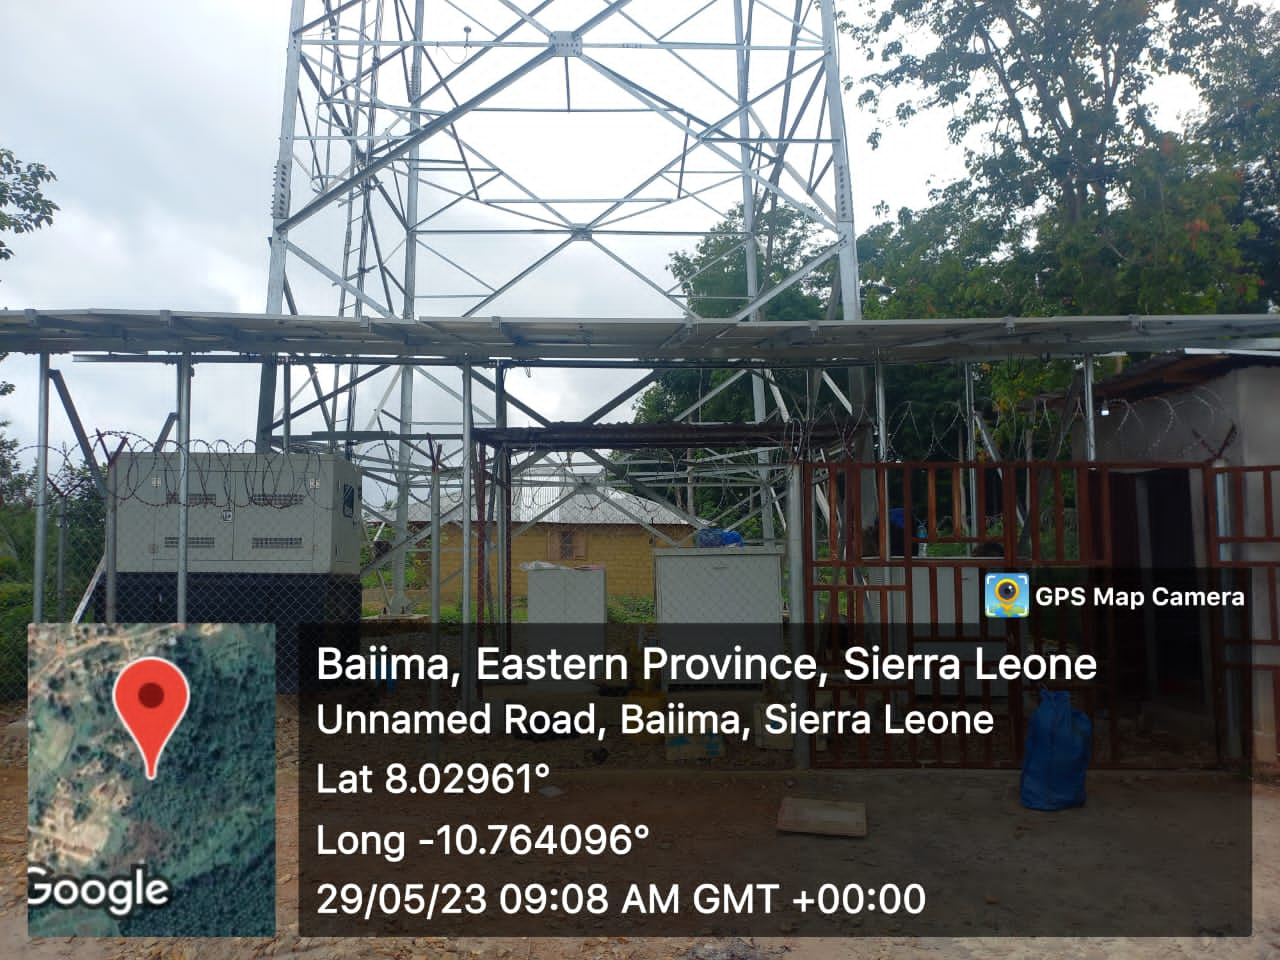 GPS Map Camera
Baiima, Eastern Province, Sierra Leone
Unnamed Road, Baiima, Sierra Leone
Lat 8.02961°
Long -10.764096°
29/05/23 09:08 AM GMT +00:00
Google